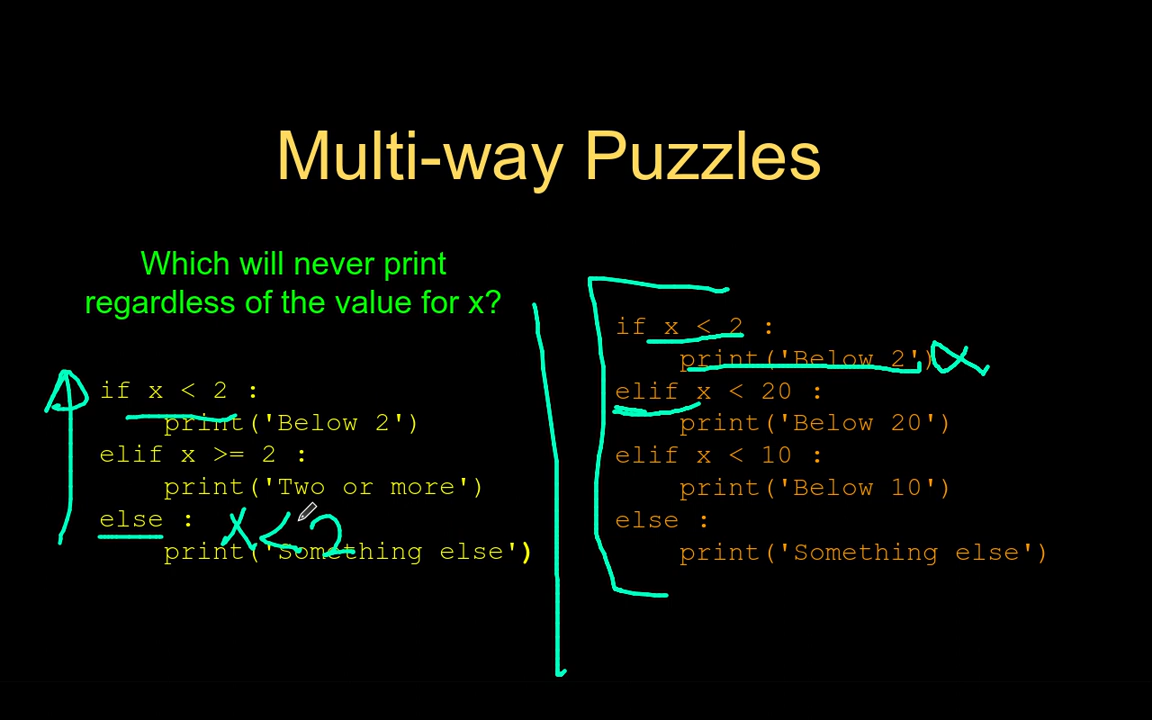 Multi-way Puzzles
Which will never print
regardless of the value for x?
if x < 2 :
print('Below 2')
elif x >= 2 :
print('Two or more')
else : x<2
print('Something else')
if x < 2 :
print('Below 2') x
elif x < 20 :
print('Below 20')
elif x < 10 :
print('Below 10')
else :
print('Something else')